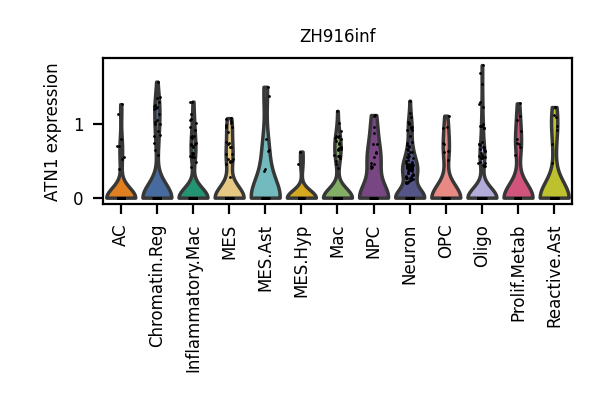 ZH916inf
ATN1 expression
1
0
AC
Chromatin.Reg
Inflammatory.Mac
MES
MES.Ast
MES.Hyp
Mac
NPC
Neuron
OPC
Oligo
Prolif.Metab
Reactive.Ast